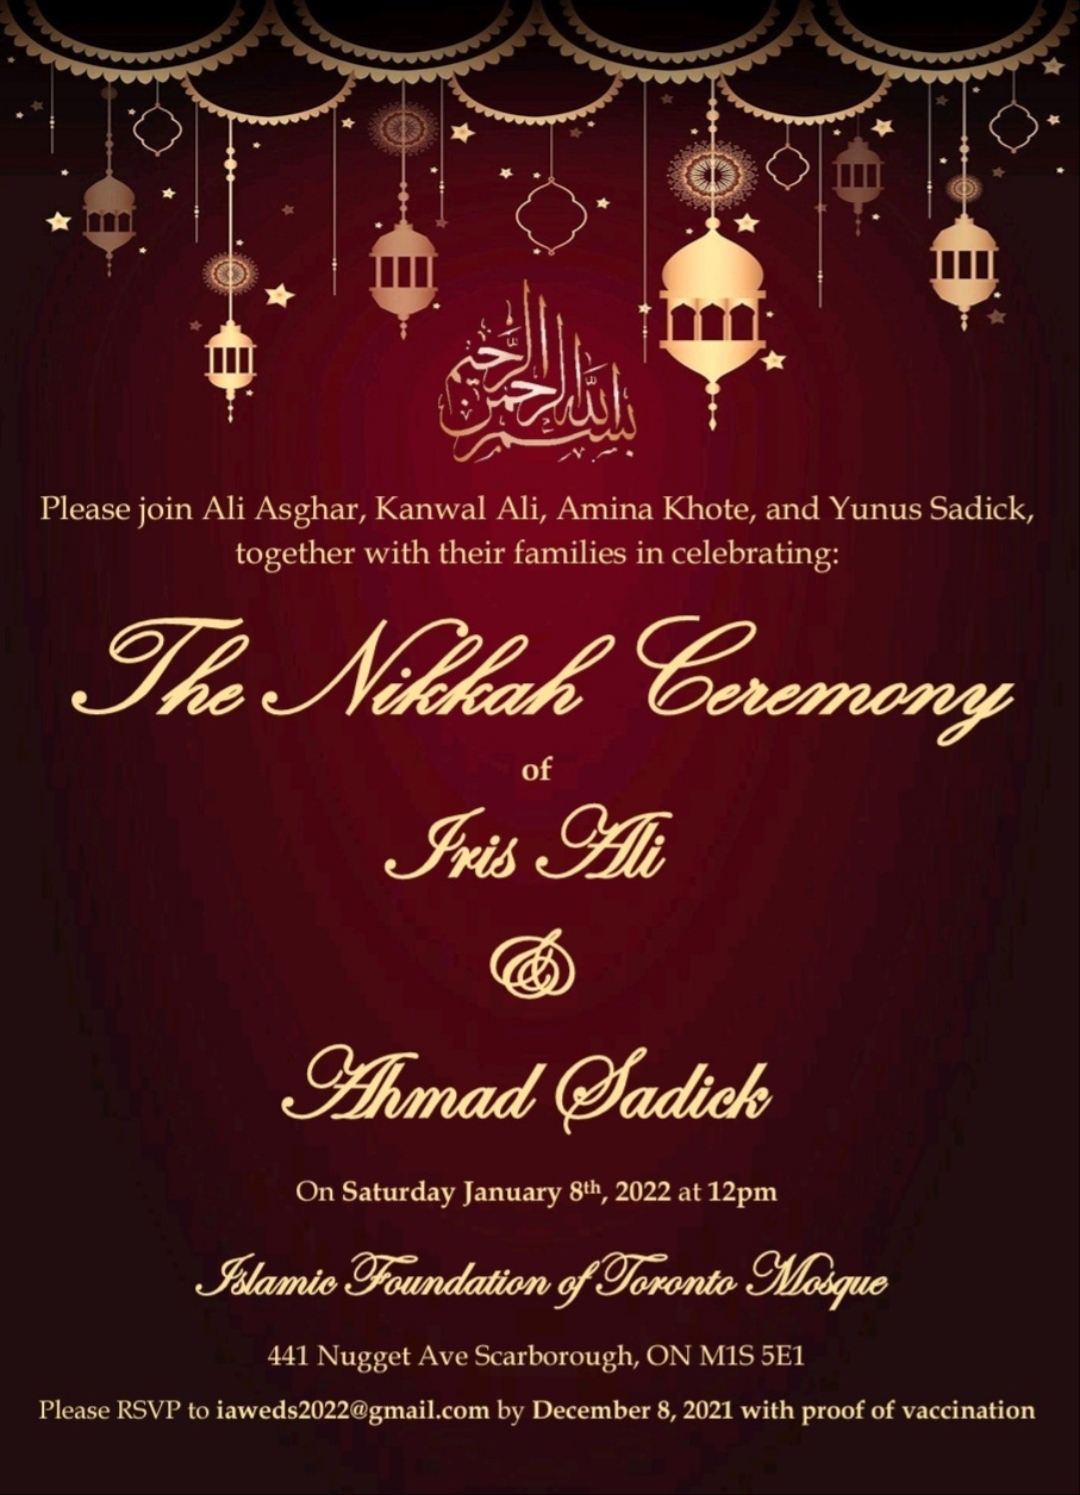 بسم الله الرحمن الرحيم
Please join Ali Asghar, Kanwal Ali, Amina Khote, and Yunus Sadick,
together with their families in celebrating:
The Nikkah Ceremony
of
Iris Ali
&
Ahmad Sadick
On Saturday January 8th, 2022 at 12pm
Islamic Foundation of Toronto Mosque
441 Nugget Ave Scarborough, ON M1S 5E1
Please RSVP to iaweds2022@gmail.com by December 8, 2021 with proof of vaccination